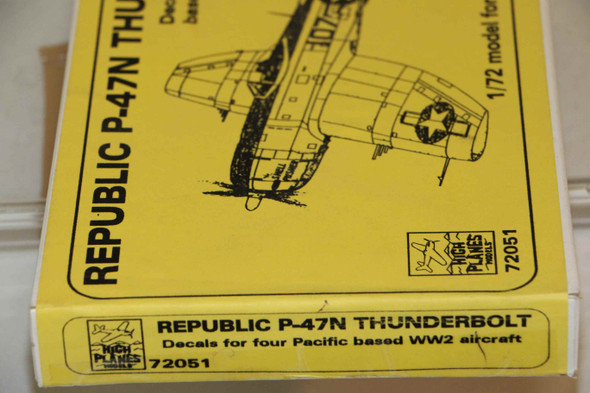 REPUBLIC P-47N THU
Dec
bas
1/72 model for
HIGH
PLANES
MODELS
72051
REPUBLIC P-47N THUNDERBOLT
Decals for four Pacific based WW2 aircraft
HIGH
PLANES
MODELS
72051